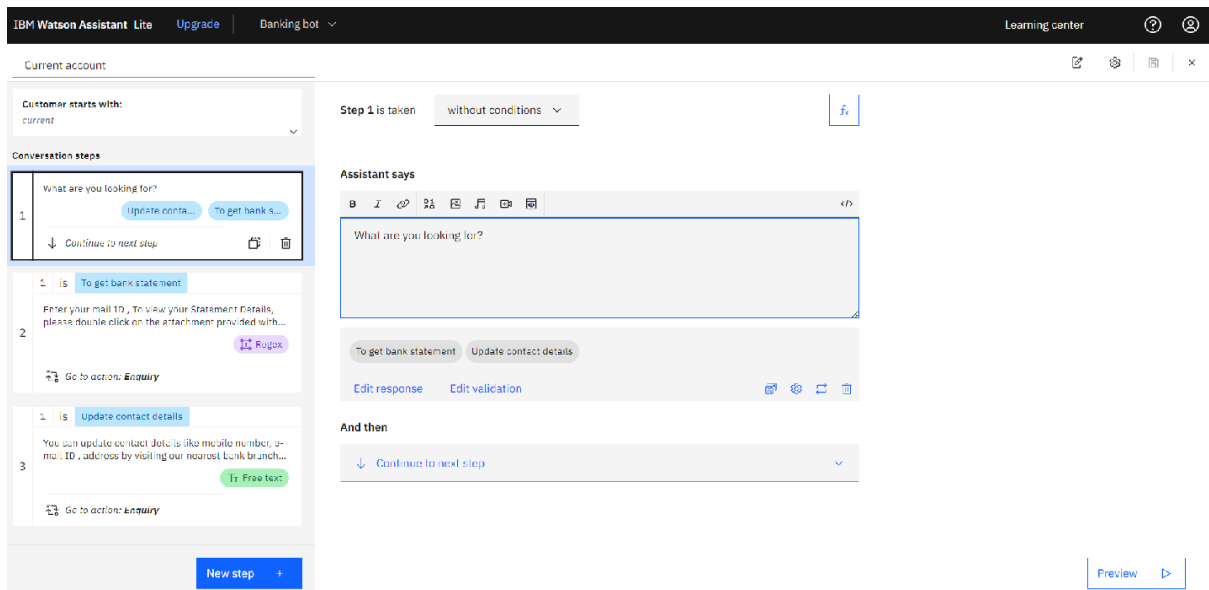 IBM Watson Assistant Lite Upgrade Banking bot Learning center
Current account
Customer starts with:
current
Conversation steps
1
What are you looking for?
Update conta... To get bank s...
Continue to next step
2
1 is To get bank statement
Enter your mail ID , To view your Statement Details,
please double click on the attachment provided with...
Regex
Go to action: Enquiry
3
1 is Update contact details
You can update contact details like mobile number, e-
mail ID , address by visiting our nearest bank branch...
Free text
Go to action: Enquiry
New step +
Step 1 is taken without conditions
fx
Assistant says
B I </>
What are you looking for?
To get bank statement Update contact details
Edit response Edit validation
And then
Continue to next step
Preview